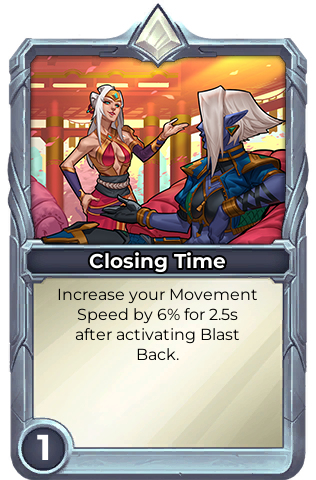 Closing Time
Increase your Movement
Speed by 6% for 2.5s
after activating Blast
Back.
1